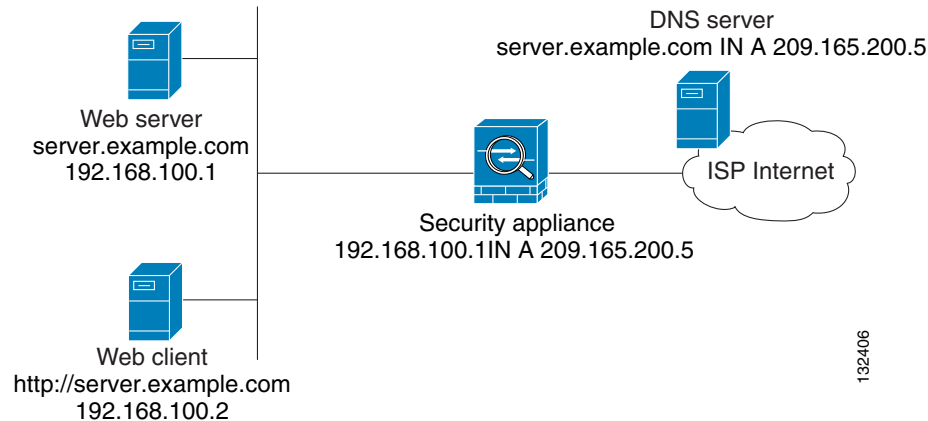 DNS server
server.example.com IN A 209.165.200.5
Web server
server.example.com
192.168.100.1
ISP Internet
Security appliance
192.168.100.1IN A 209.165.200.5
Web client
http://server.example.com
192.168.100.2
132406